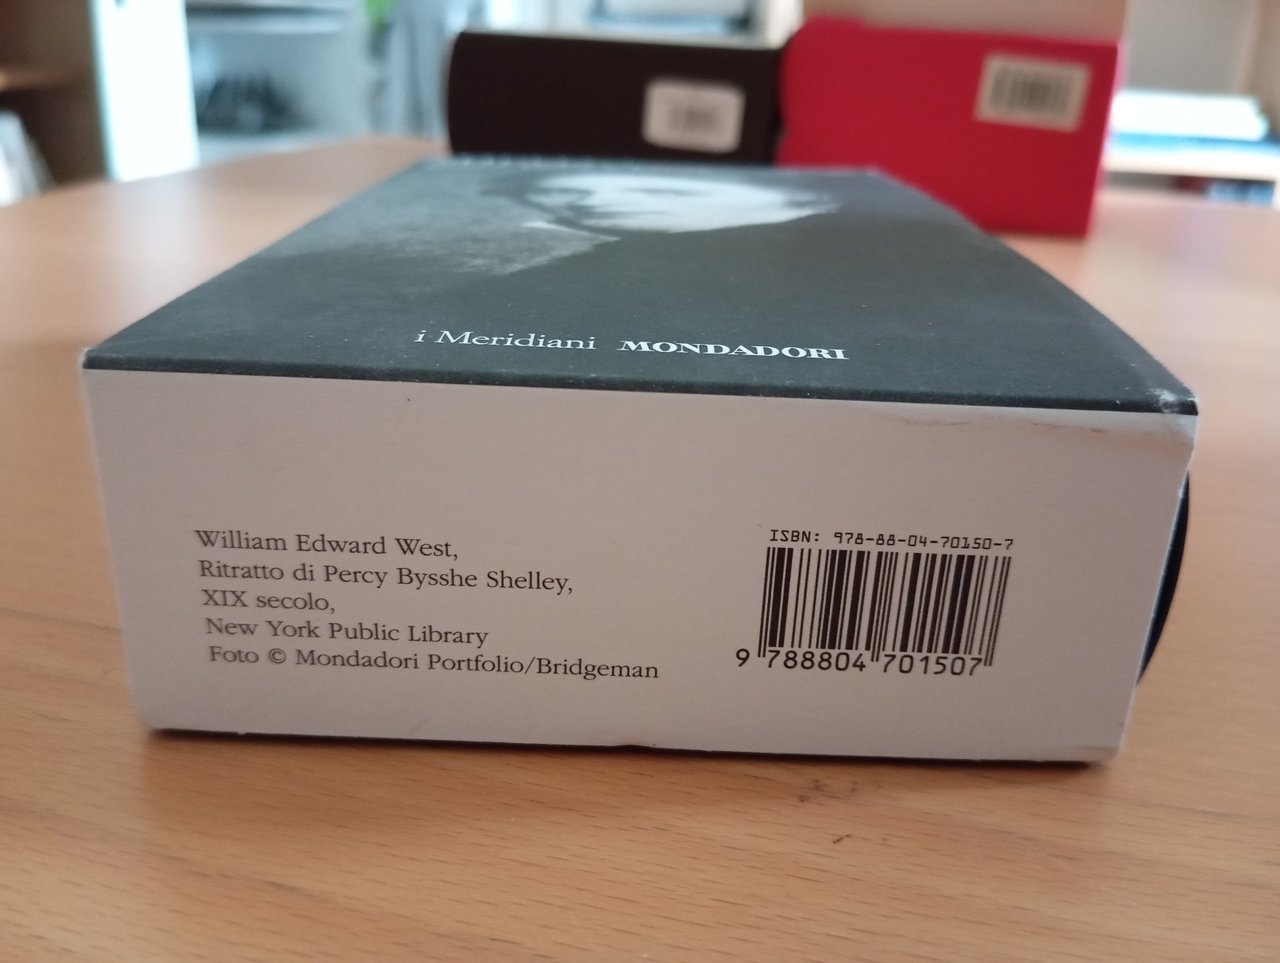 i Meridiani MONDADORI
William Edward West,
Ritratto di Percy Bysshe Shelley,
XIX secolo,
New York Public Library
Foto © Mondadori Portfolio/Bridgeman
ISBN: 978-88-04-70150-7
9 788804 701507